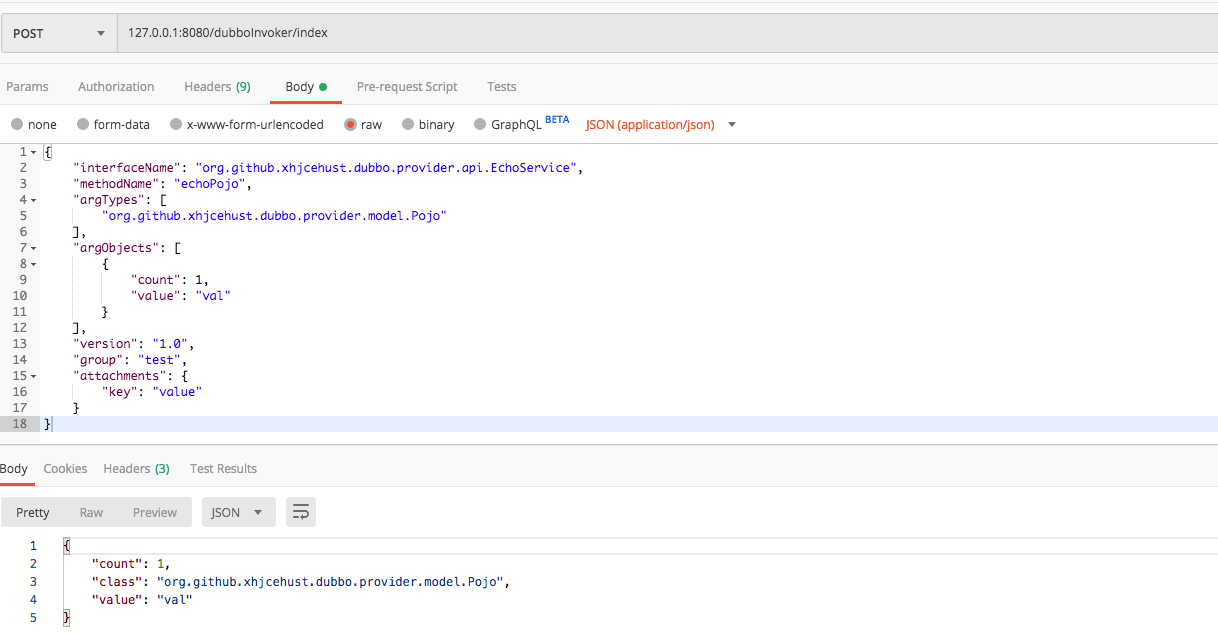 POST 127.0.0.1:8080/dubboInvoker/index
Params Authorization Headers (9) Body Pre-request Script Tests
none form-data x-www-form-urlencoded raw binary GraphQL BETA JSON (application/json)
1 {
2 "interfaceName": "org.github.xhjcehust.dubbo.provider.api.EchoService",
3 "methodName": "echoPojo",
4 "argTypes": [
5 "org.github.xhjcehust.dubbo.provider.model.Pojo"
6 ],
7 "argObjects": [
8 {
9 "count": 1,
10 "value": "val"
11 }
12 ],
13 "version": "1.0",
14 "group": "test",
15 "attachments": {
16 "key": "value"
17 }
18 }
Body Cookies Headers (3) Test Results
Pretty Raw Preview JSON
1 {
2 "count": 1,
3 "class": "org.github.xhjcehust.dubbo.provider.model.Pojo",
4 "value": "val"
5 }